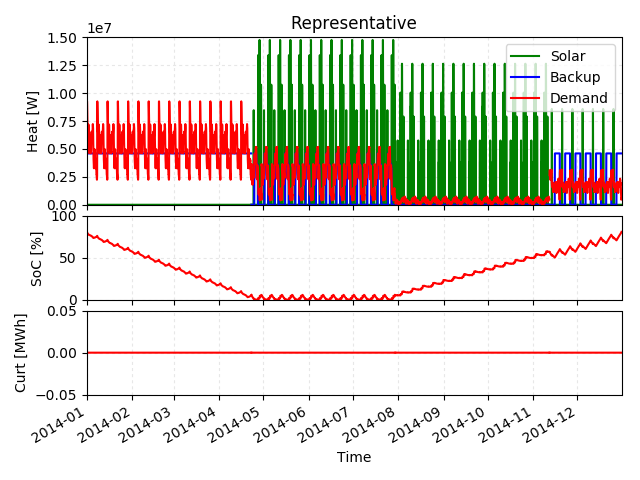 Representative
1e7
1.50
1.25
1.00
0.75
0.50
0.25
0.00
Heat [W]
Solar
Backup
Demand
100
50
0
SoC [%]
0.05
0.00
−0.05
Curt [MWh]
2014-01
2014-02
2014-03
2014-04
2014-05
2014-06
2014-07
2014-08
2014-09
2014-10
2014-11
2014-12
Time